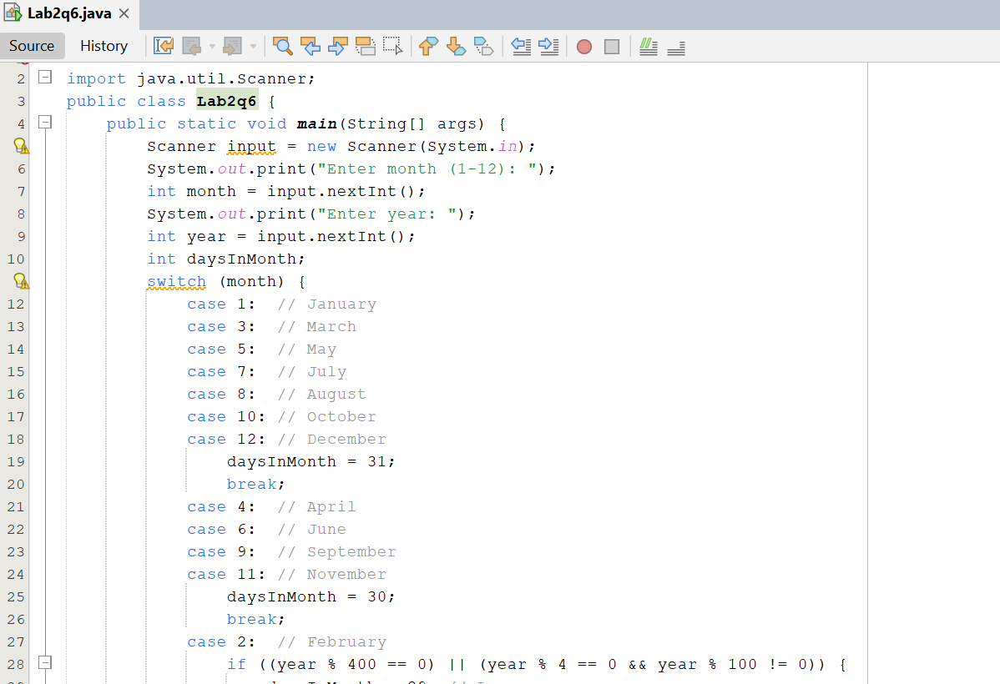 Lab2q6.java
Source History
2 import java.util.Scanner;
3 public class Lab2q6 {
4 public static void main(String[] args) {
Scanner input = new Scanner(System.in);
6 System.out.print("Enter month (1-12): ");
7 int month = input.nextInt();
8 System.out.print("Enter year: ");
9 int year = input.nextInt();
10 int daysInMonth;
switch (month) {
12 case 1: // January
13 case 3: // March
14 case 5: // May
15 case 7: // July
16 case 8: // August
17 case 10: // October
18 case 12: // December
19 daysInMonth = 31;
20 break;
21 case 4: // April
22 case 6: // June
23 case 9: // September
24 case 11: // November
25 daysInMonth = 30;
26 break;
27 case 2: // February
28 if ((year % 400 == 0) || (year % 4 == 0 && year % 100 != 0)) {